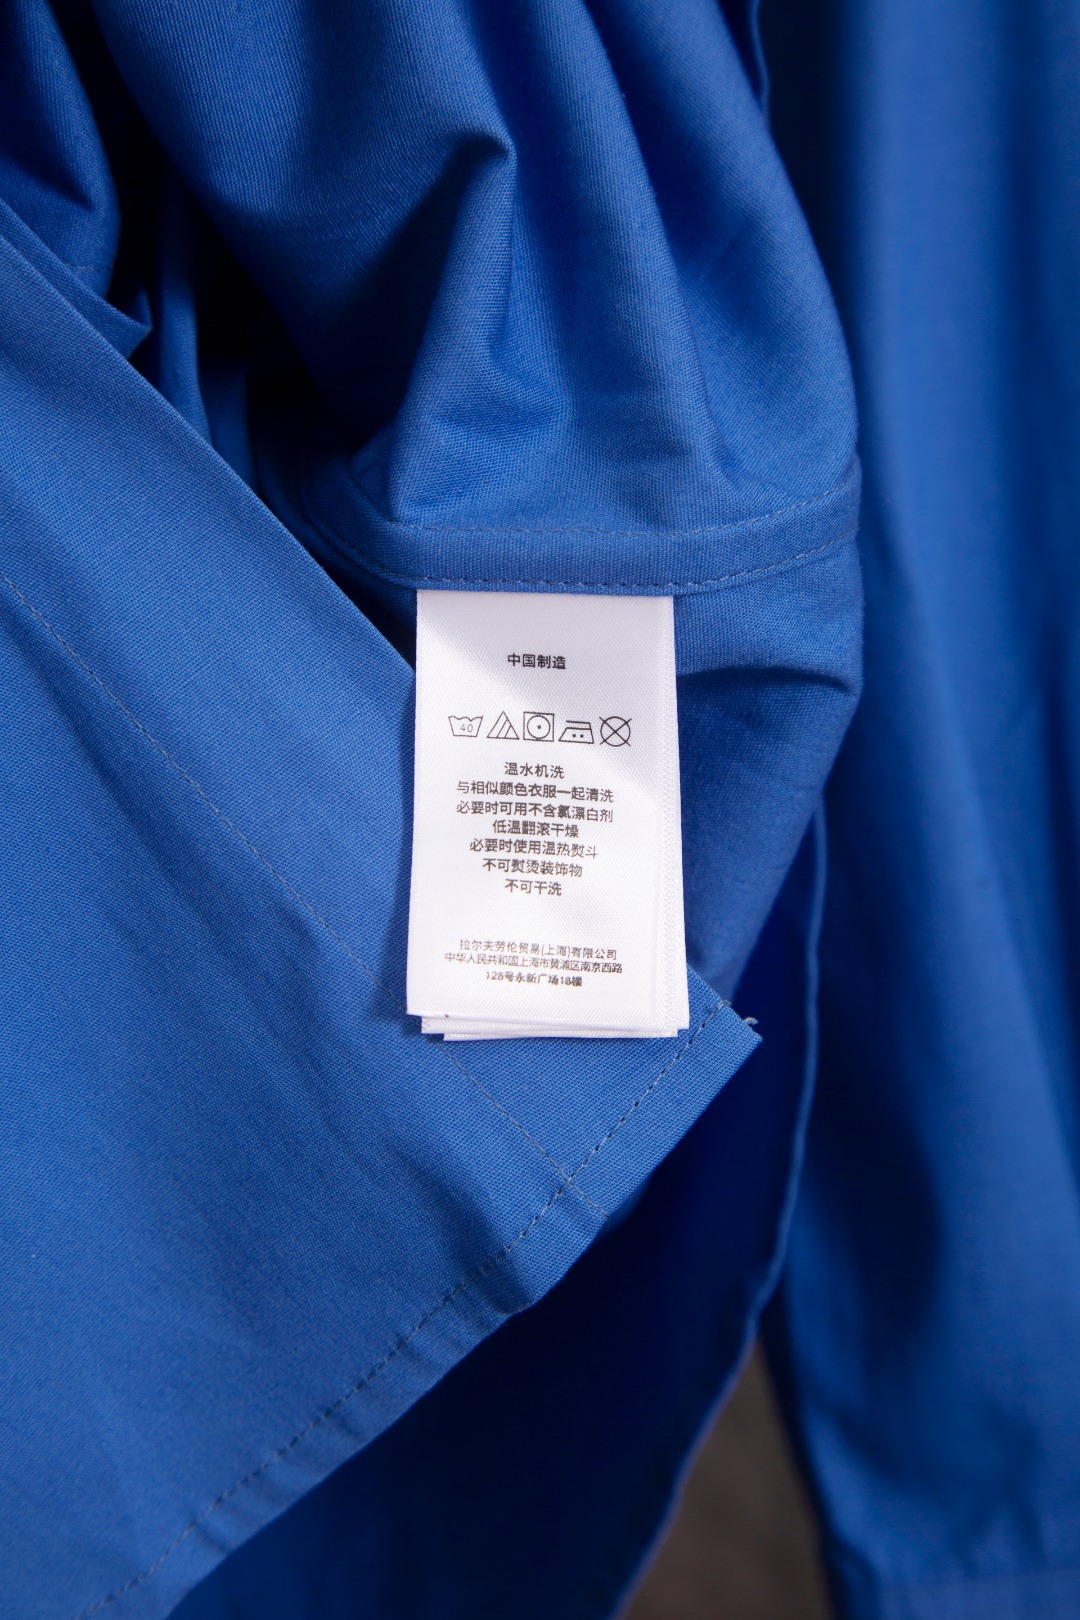 中国制造
40
温水机洗
与相似颜色衣服一起清洗
必要时可用不含氯漂白剂
低温翻滚干燥
必要时使用温热熨斗
不可熨烫装饰物
不可干洗
拉尔夫劳伦贸易(上海)有限公司
中华人民共和国上海市黄浦区南京西路
128号永新广场18樓